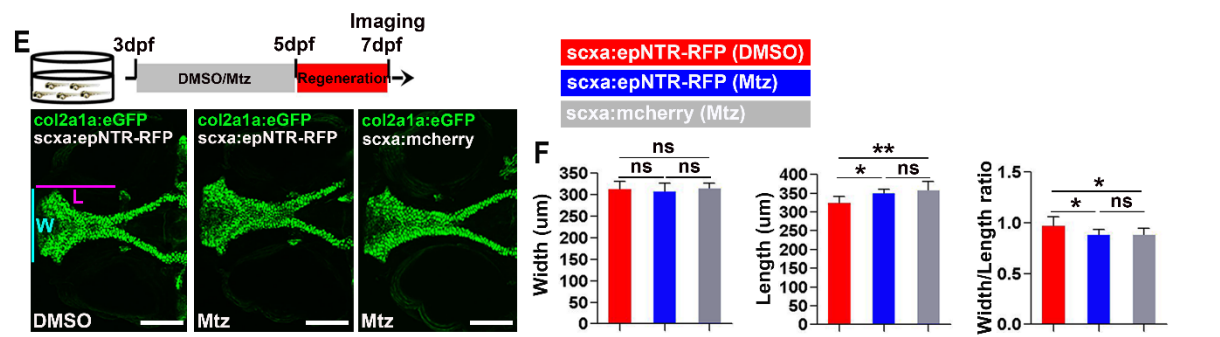 E
Imaging
3dpf 5dpf 7dpf
DMSO/Mtz Regeneration
col2a1a:eGFP
scxa:epNTR-RFP
L
W
DMSO
col2a1a:eGFP
scxa:epNTR-RFP
Mtz
col2a1a:eGFP
scxa:mcherry
Mtz
scxa:epNTR-RFP (DMSO)
scxa:epNTR-RFP (Mtz)
scxa:mcherry (Mtz)
F
Width (um)
350
300
250
200
150
100
50
0
ns
ns ns
Length (um)
400
350
300
250
200
150
100
50
0
**
* ns
Width/Length ratio
1.5
1.0
0.5
0.0
*
* ns